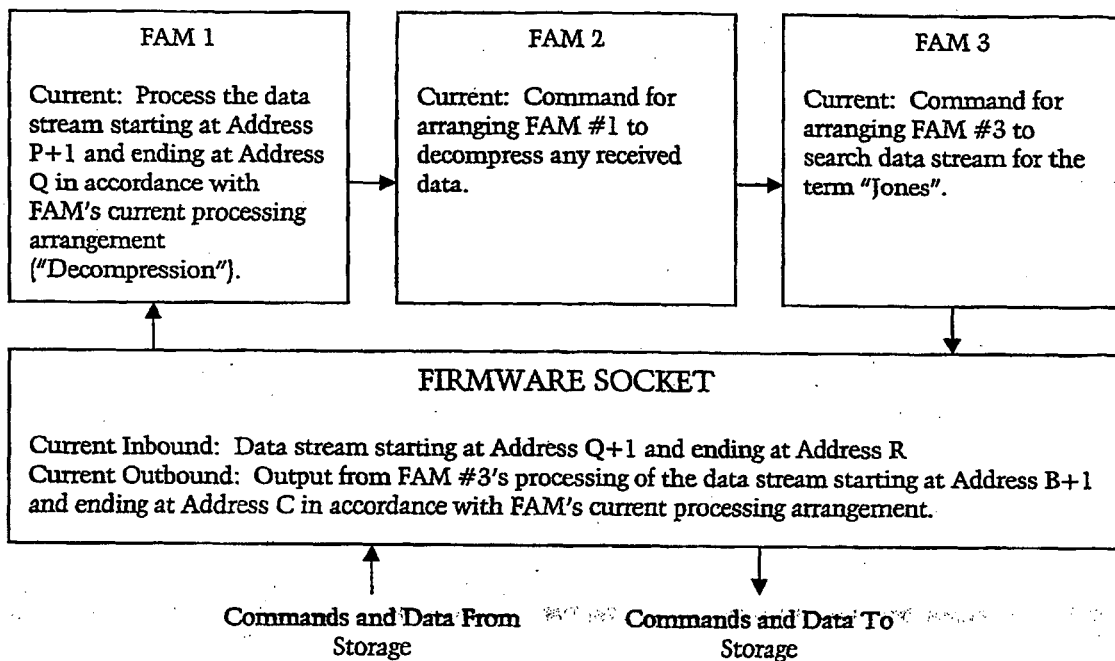 FAM 1
Current: Process the data
stream starting at Address
P+1 and ending at Address
Q in accordance with
FAM's current processing
arrangement
("Decompression").
FAM 2
Current: Command for
arranging FAM #1 to
decompress any received
data.
FAM 3
Current: Command for
arranging FAM #3 to
search data stream for the
term "Jones".
FIRMWARE SOCKET
Current Inbound: Data stream starting at Address Q+1 and ending at Address R
Current Outbound: Output from FAM #3's processing of the data stream starting at Address B+1
and ending at Address C in accordance with FAM's current processing arrangement.
Commands and Data From
Storage
Commands and Data To
Storage